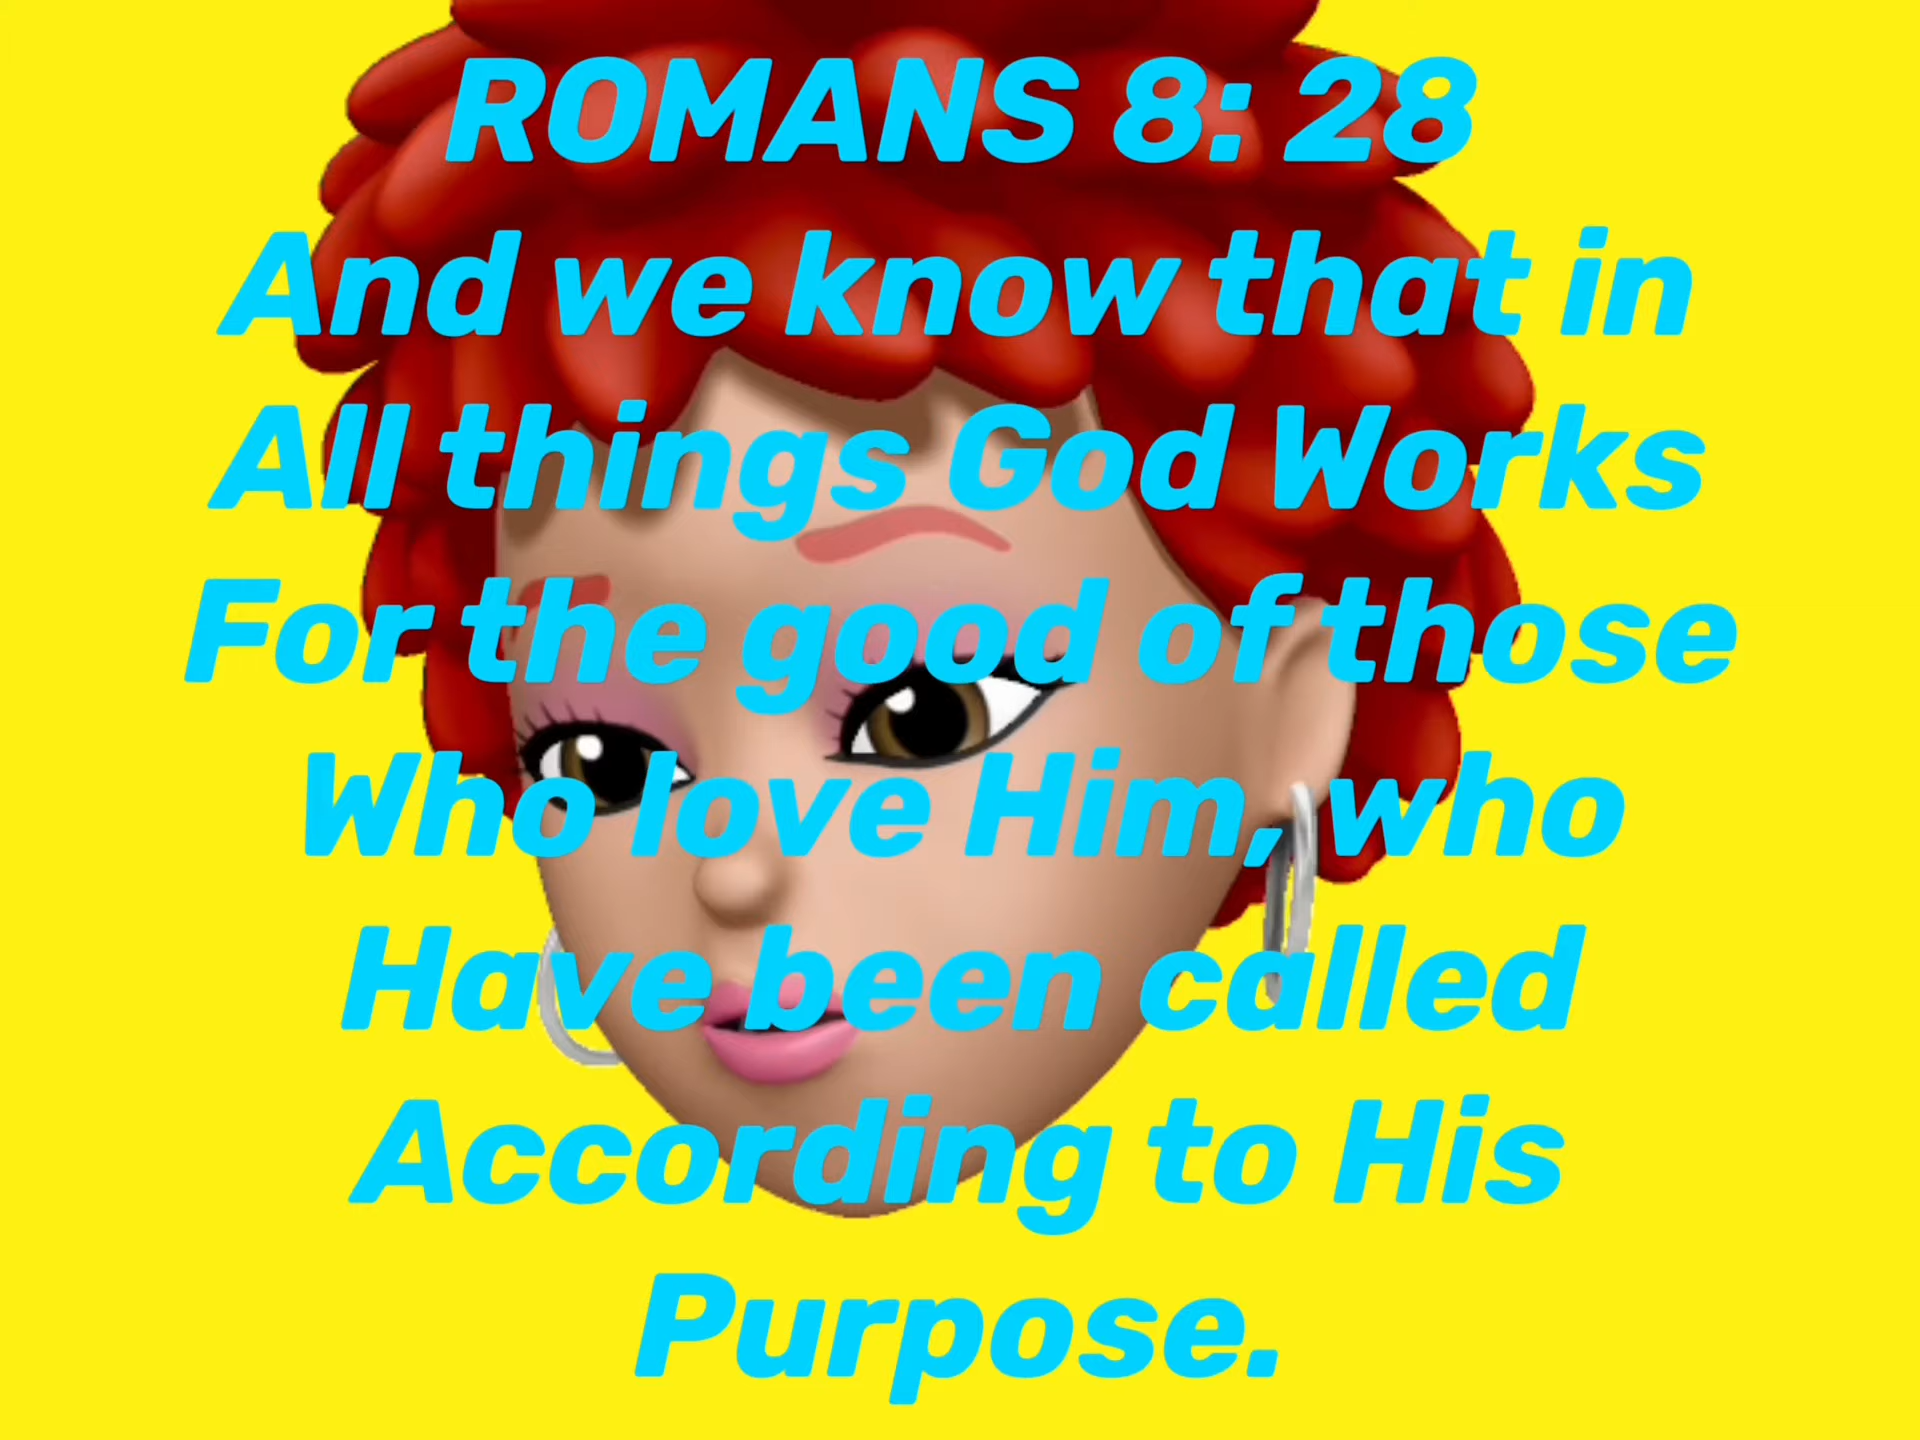 ROMANS 8: 28
And we know that in
All things God Works
For the good of those
Who love Him, who
Have been called
According to His
Purpose.